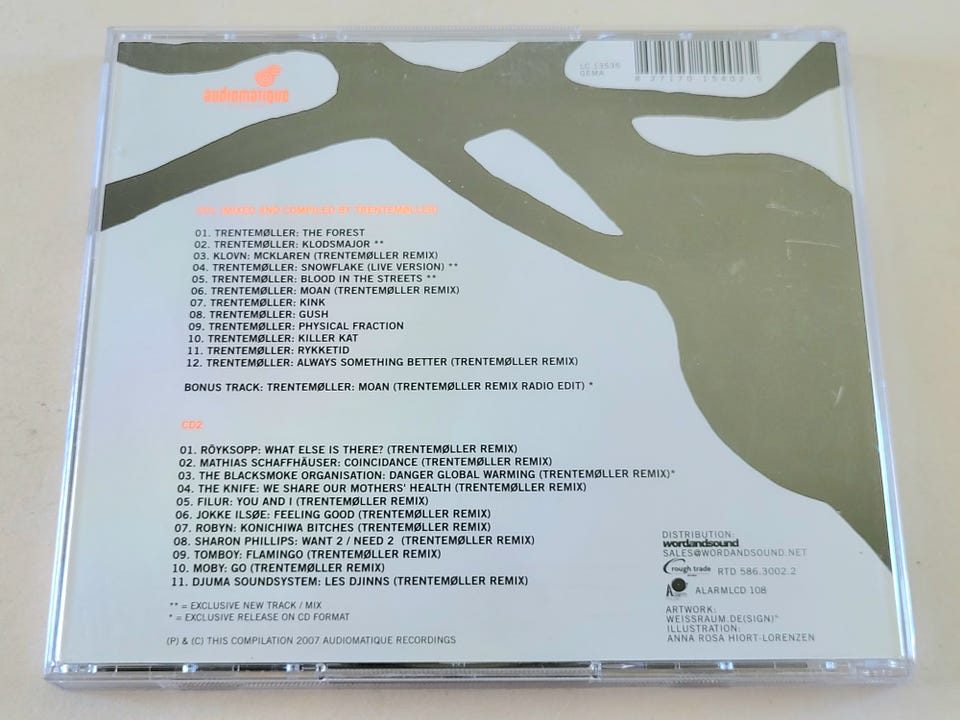 audiomatique
LC 13535
GEMA
8 27170 15402 5
CD1 (MIXED AND COMPILED BY TRENTEMØLLER)
01. TRENTEMØLLER: THE FOREST
02. TRENTEMØLLER: KLODSMAJOR **
03. KLOVN: MCKLAREN (TRENTEMØLLER REMIX)
04. TRENTEMØLLER: SNOWFLAKE (LIVE VERSION) **
05. TRENTEMØLLER: BLOOD IN THE STREETS **
06. TRENTEMØLLER: MOAN (TRENTEMØLLER REMIX)
07. TRENTEMØLLER: KINK
08. TRENTEMØLLER: GUSH
09. TRENTEMØLLER: PHYSICAL FRACTION
10. TRENTEMØLLER: KILLER KAT
11. TRENTEMØLLER: RYKKETID
12. TRENTEMØLLER: ALWAYS SOMETHING BETTER (TRENTEMØLLER REMIX)
BONUS TRACK: TRENTEMØLLER: MOAN (TRENTEMØLLER REMIX RADIO EDIT) *
CD2
01. RÖYKSOPP: WHAT ELSE IS THERE? (TRENTEMØLLER REMIX)
02. MATHIAS SCHAFFHÄUSER: COINCIDANCE (TRENTEMØLLER REMIX)
03. THE BLACKSMOKE ORGANISATION: DANGER GLOBAL WARMING (TRENTEMØLLER REMIX)*
04. THE KNIFE: WE SHARE OUR MOTHERS' HEALTH (TRENTEMØLLER REMIX)
05. FILUR: YOU AND I (TRENTEMØLLER REMIX)
06. JOKKE ILSØE: FEELING GOOD (TRENTEMØLLER REMIX)
07. ROBYN: KONICHIWA BITCHES (TRENTEMØLLER REMIX)
08. SHARON PHILLIPS: WANT 2 / NEED 2 (TRENTEMØLLER REMIX)
09. TOMBOY: FLAMINGO (TRENTEMØLLER REMIX)
10. MOBY: GO (TRENTEMØLLER REMIX)
11. DJUMA SOUNDSYSTEM: LES DJINNS (TRENTEMØLLER REMIX)
** = EXCLUSIVE NEW TRACK / MIX
* = EXCLUSIVE RELEASE ON CD FORMAT
(P) & (C) THIS COMPILATION 2007 AUDIOMATIQUE RECORDINGS
DISTRIBUTION:
wordandsound
SALES@WORDANDSOUND.NET
rough trade RTD 586.3002.2
ALARMLCD 108
ARTWORK:
WEISSRAUM.DE(SIGN)°
ILLUSTRATION:
ANNA ROSA HIORT-LORENZEN